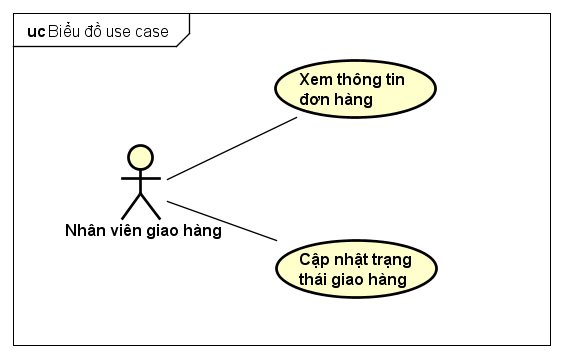 uc Biểu đồ use case
Xem thông tin
đơn hàng
Nhân viên giao hàng
Cập nhật trạng
thái giao hàng